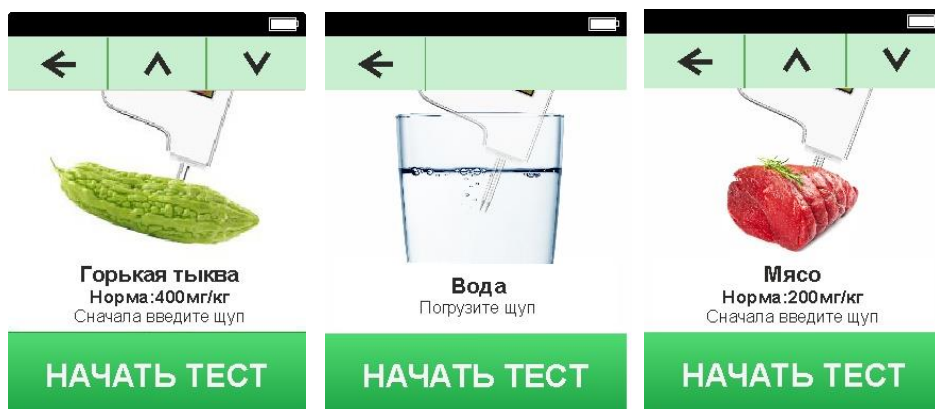 Горькая тыква
Норма:400мг/кг
Сначала введите щуп
НАЧАТЬ ТЕСТ
Вода
Погрузите щуп
НАЧАТЬ ТЕСТ
Мясо
Норма:200мг/кг
Сначала введите щуп
НАЧАТЬ ТЕСТ